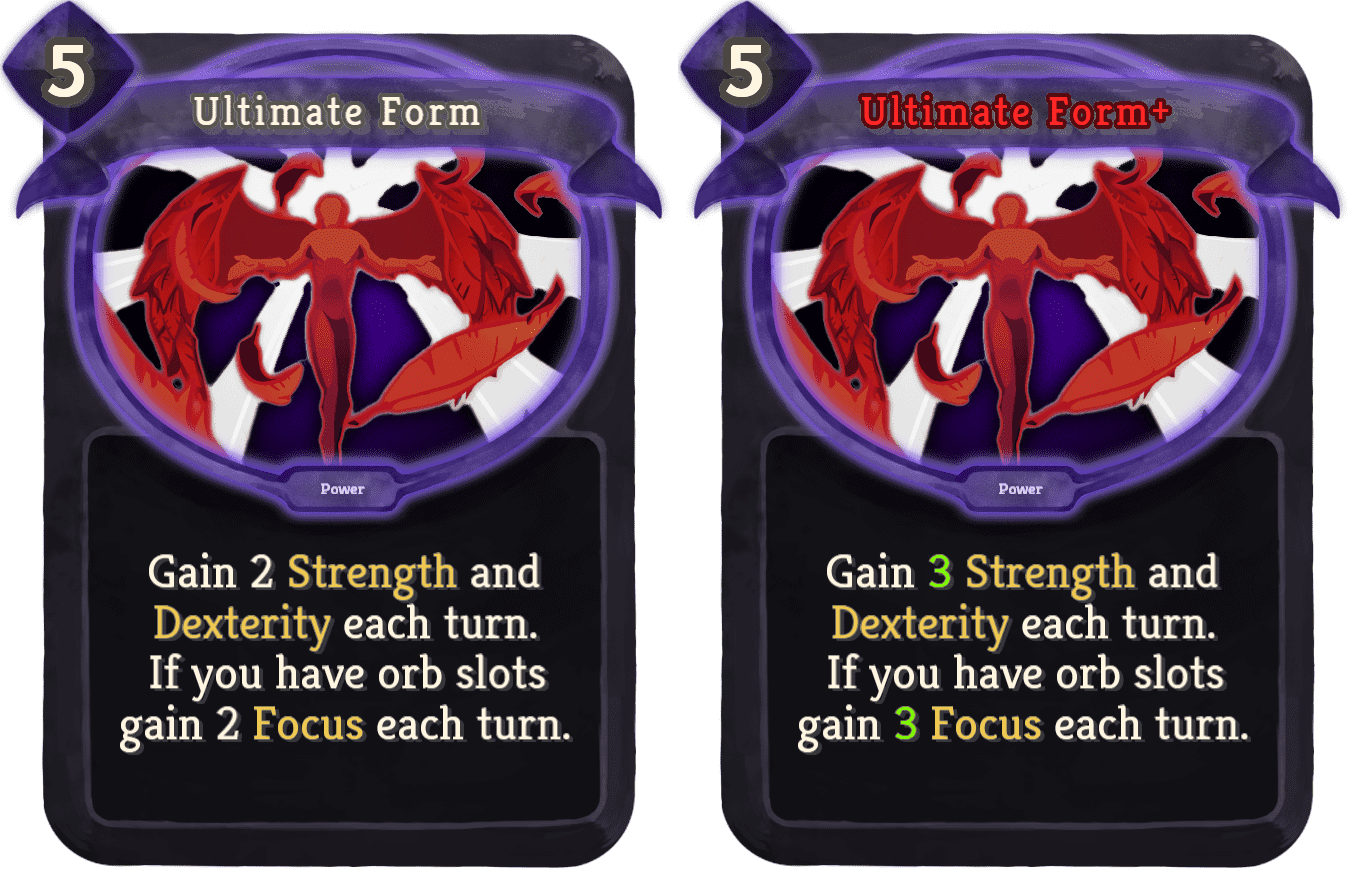 5
Ultimate Form
Power
Gain 2 Strength and
Dexterity each turn.
If you have orb slots
gain 2 Focus each turn.
5
Ultimate Form+
Power
Gain 3 Strength and
Dexterity each turn.
If you have orb slots
gain 3 Focus each turn.